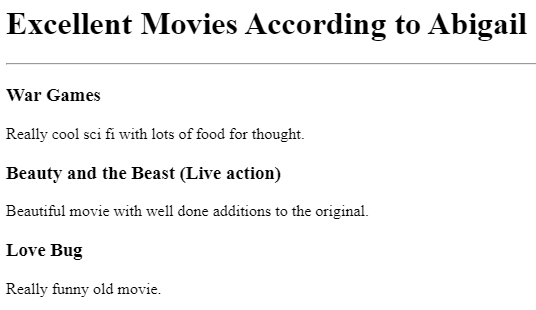 Excellent Movies According to Abigail
War Games
Really cool sci fi with lots of food for thought.
Beauty and the Beast (Live action)
Beautiful movie with well done additions to the original.
Love Bug
Really funny old movie.